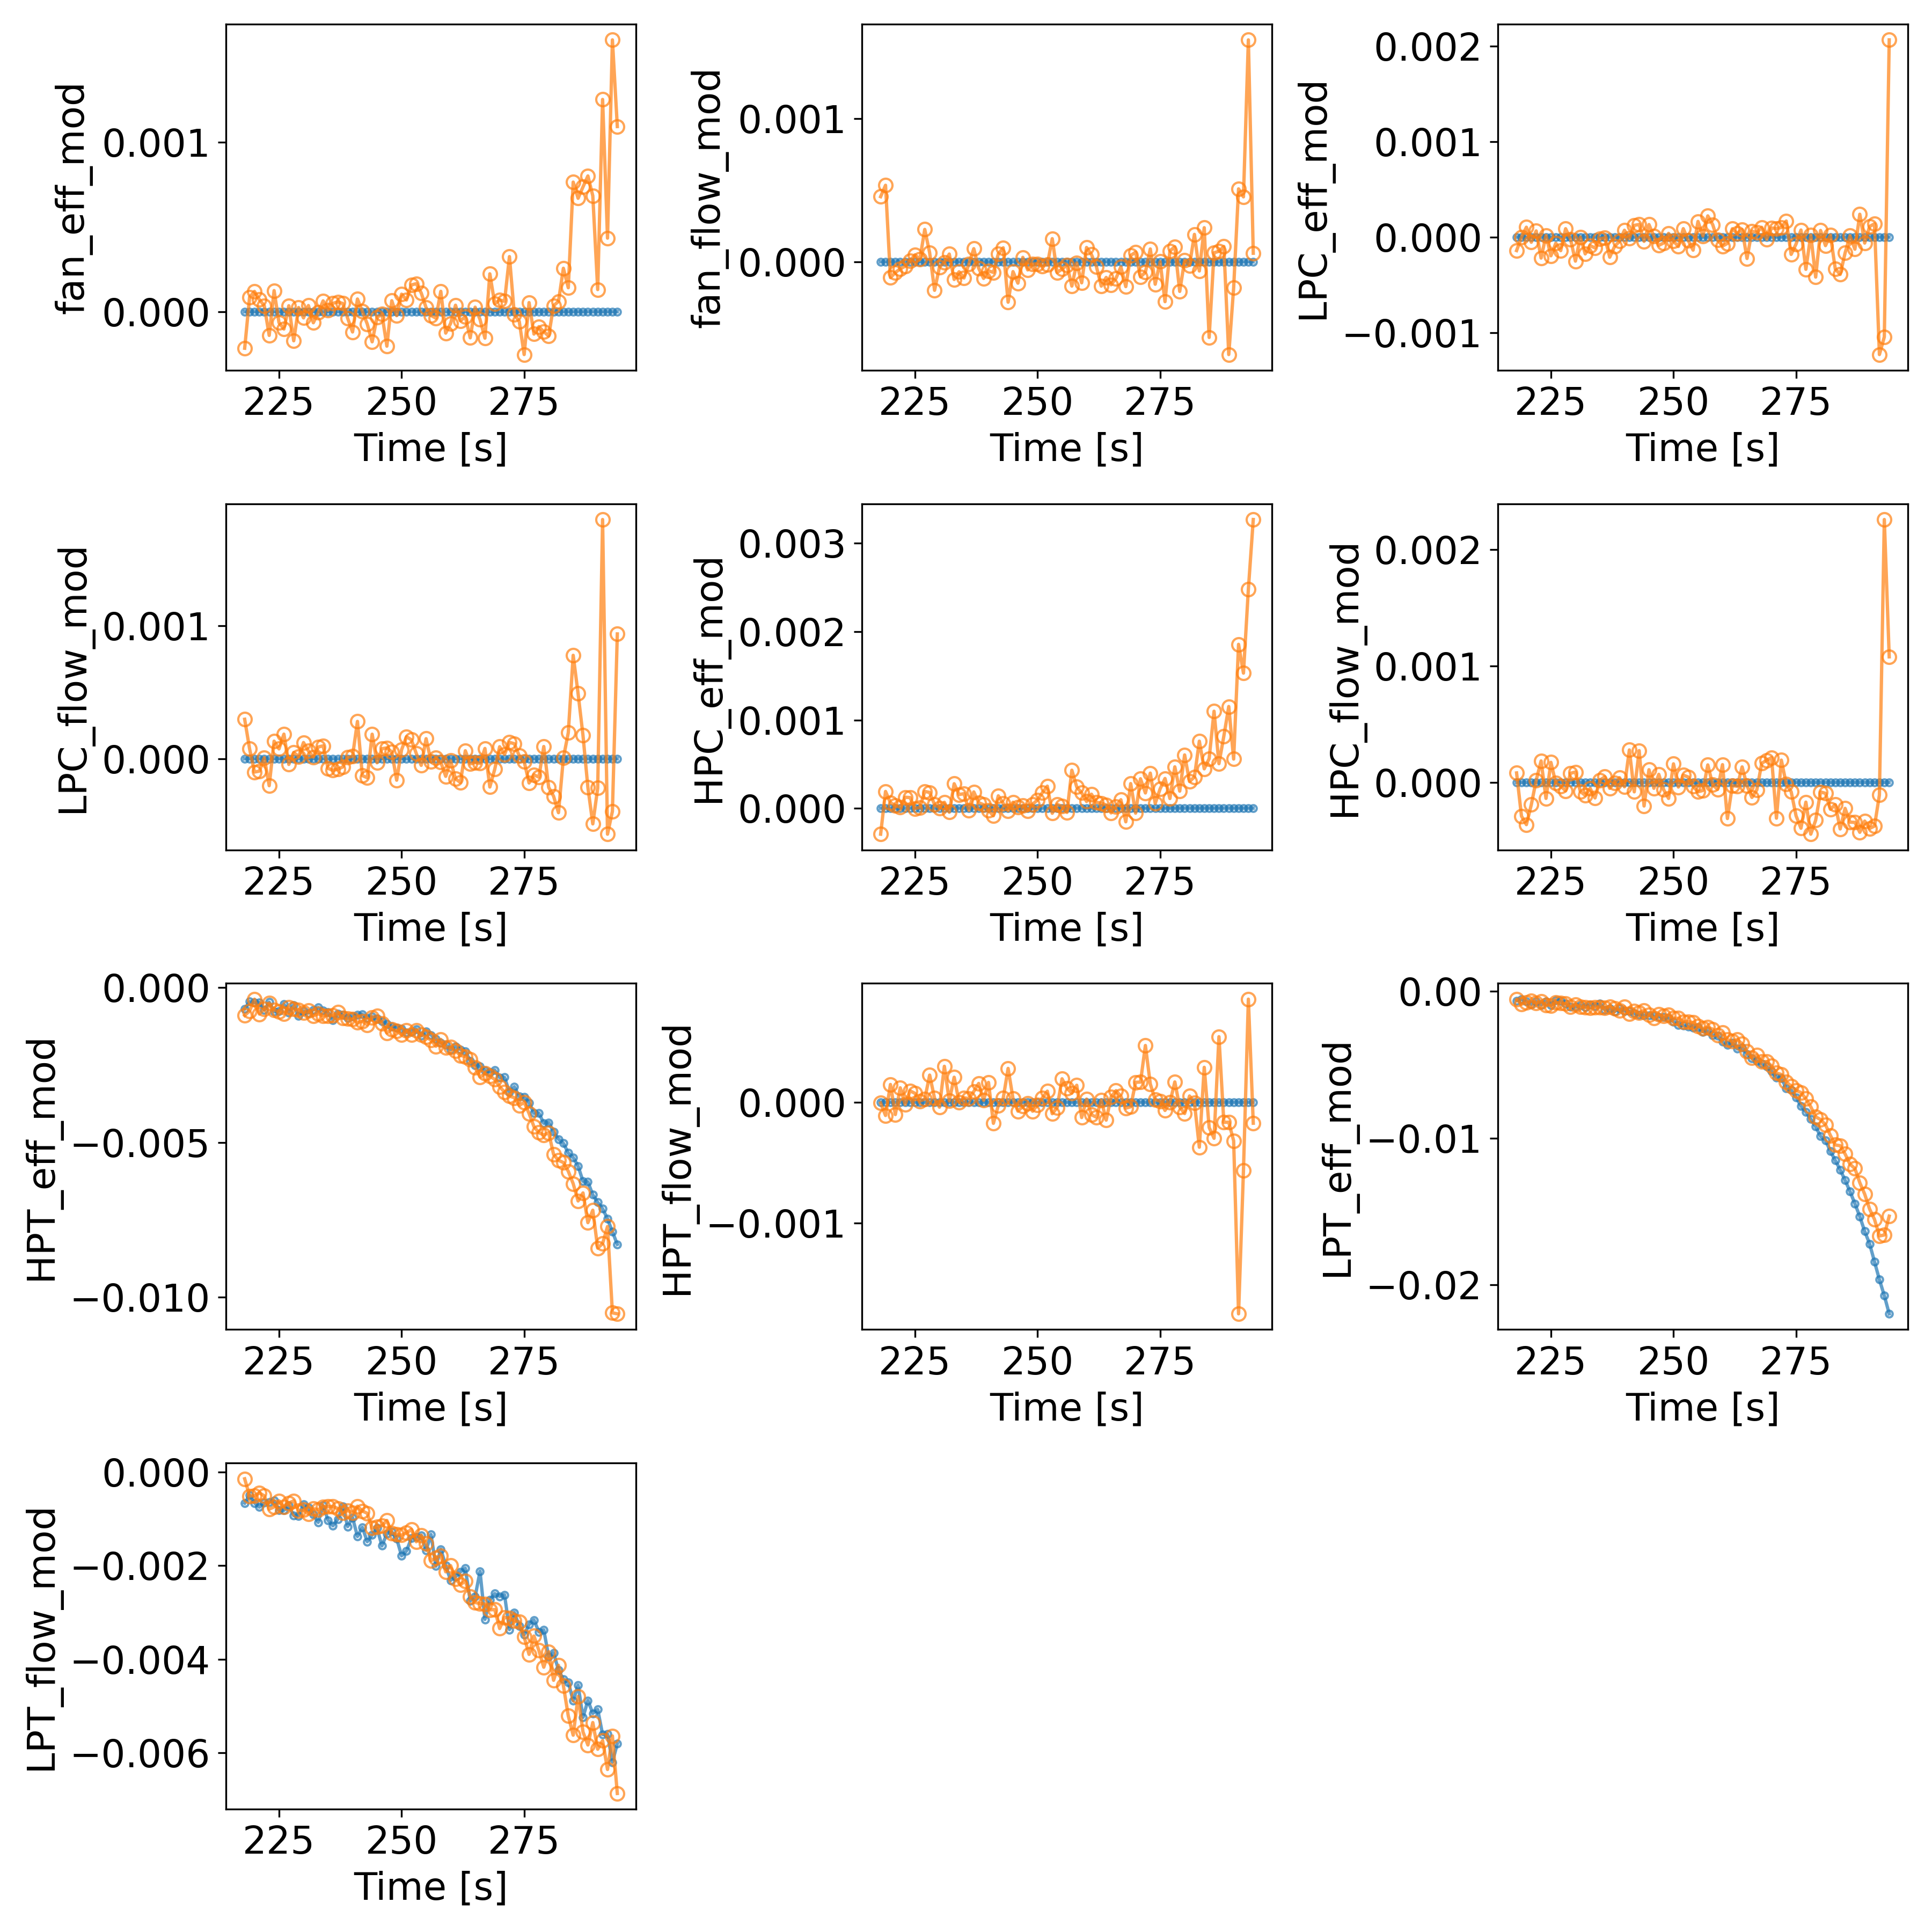 fan_eff_mod
0.001
0.000
225 250 275
Time [s]
fan_flow_mod
0.001
0.000
225 250 275
Time [s]
LPC_eff_mod
0.002
0.001
0.000
−0.001
225 250 275
Time [s]
LPC_flow_mod
0.001
0.000
225 250 275
Time [s]
HPC_eff_mod
0.003
0.002
0.001
0.000
225 250 275
Time [s]
HPC_flow_mod
0.002
0.001
0.000
225 250 275
Time [s]
HPT_eff_mod
0.000
−0.005
−0.010
225 250 275
Time [s]
HPT_flow_mod
0.000
−0.001
225 250 275
Time [s]
LPT_eff_mod
0.00
−0.01
−0.02
225 250 275
Time [s]
LPT_flow_mod
0.000
−0.002
−0.004
−0.006
225 250 275
Time [s]